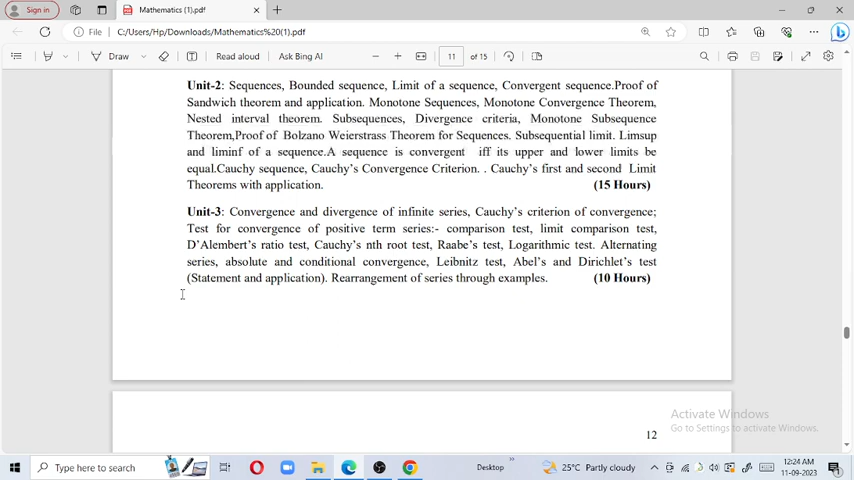 Sign in
Mathematics (1).pdf
File
C:/Users/Hp/Downloads/Mathematics%20(1).pdf
Draw
Read aloud
Ask Bing AI
11
of 15
Unit-2: Sequences, Bounded sequence, Limit of a sequence, Convergent sequence.Proof of
Sandwich theorem and application. Monotone Sequences, Monotone Convergence Theorem,
Nested interval theorem. Subsequences, Divergence criteria, Monotone Subsequence
Theorem,Proof of Bolzano Weierstrass Theorem for Sequences. Subsequential limit. Limsup
and liminf of a sequence.A sequence is convergent iff its upper and lower limits be
equal.Cauchy sequence, Cauchy's Convergence Criterion. . Cauchy's first and second Limit
Theorems with application. (15 Hours)
Unit-3: Convergence and divergence of infinite series, Cauchy's criterion of convergence;
Test for convergence of positive term series:- comparison test, limit comparison test,
D'Alembert's ratio test, Cauchy's nth root test, Raabe's test, Logarithmic test. Alternating
series, absolute and conditional convergence, Leibnitz test, Abel's and Dirichlet's test
(Statement and application). Rearrangement of series through examples. (10 Hours)
12
Activate Windows
Go to Settings to activate Windows.
Type here to search
Desktop
25°C Partly cloudy
12:24 AM
11-09-2023